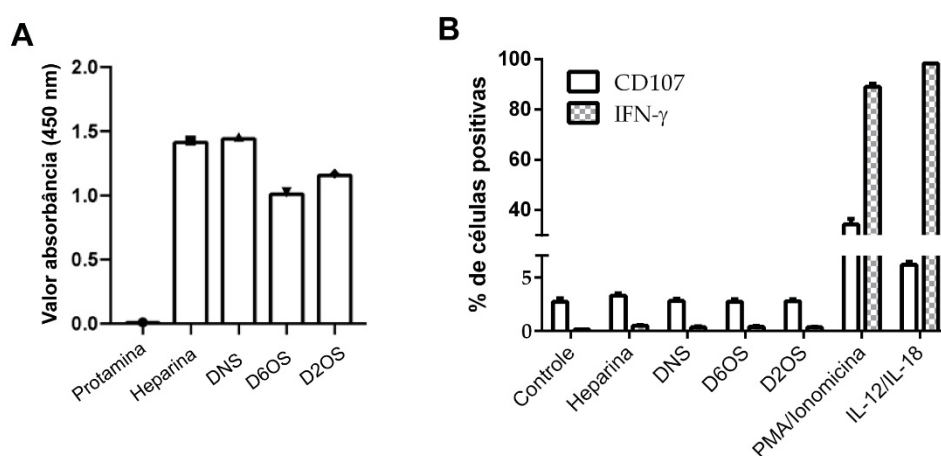 A
Valor absorbância (450 nm)
2.0
1.5
1.0
0.5
0.0
Protamina
Heparina
DNS
D6OS
D2OS
B
% de células positivas
100
80
60
40
5
0
CD107
IFN-γ
Controle
Heparina
DNS
D6OS
D2OS
PMA/Ionomicina
IL-12/IL-18